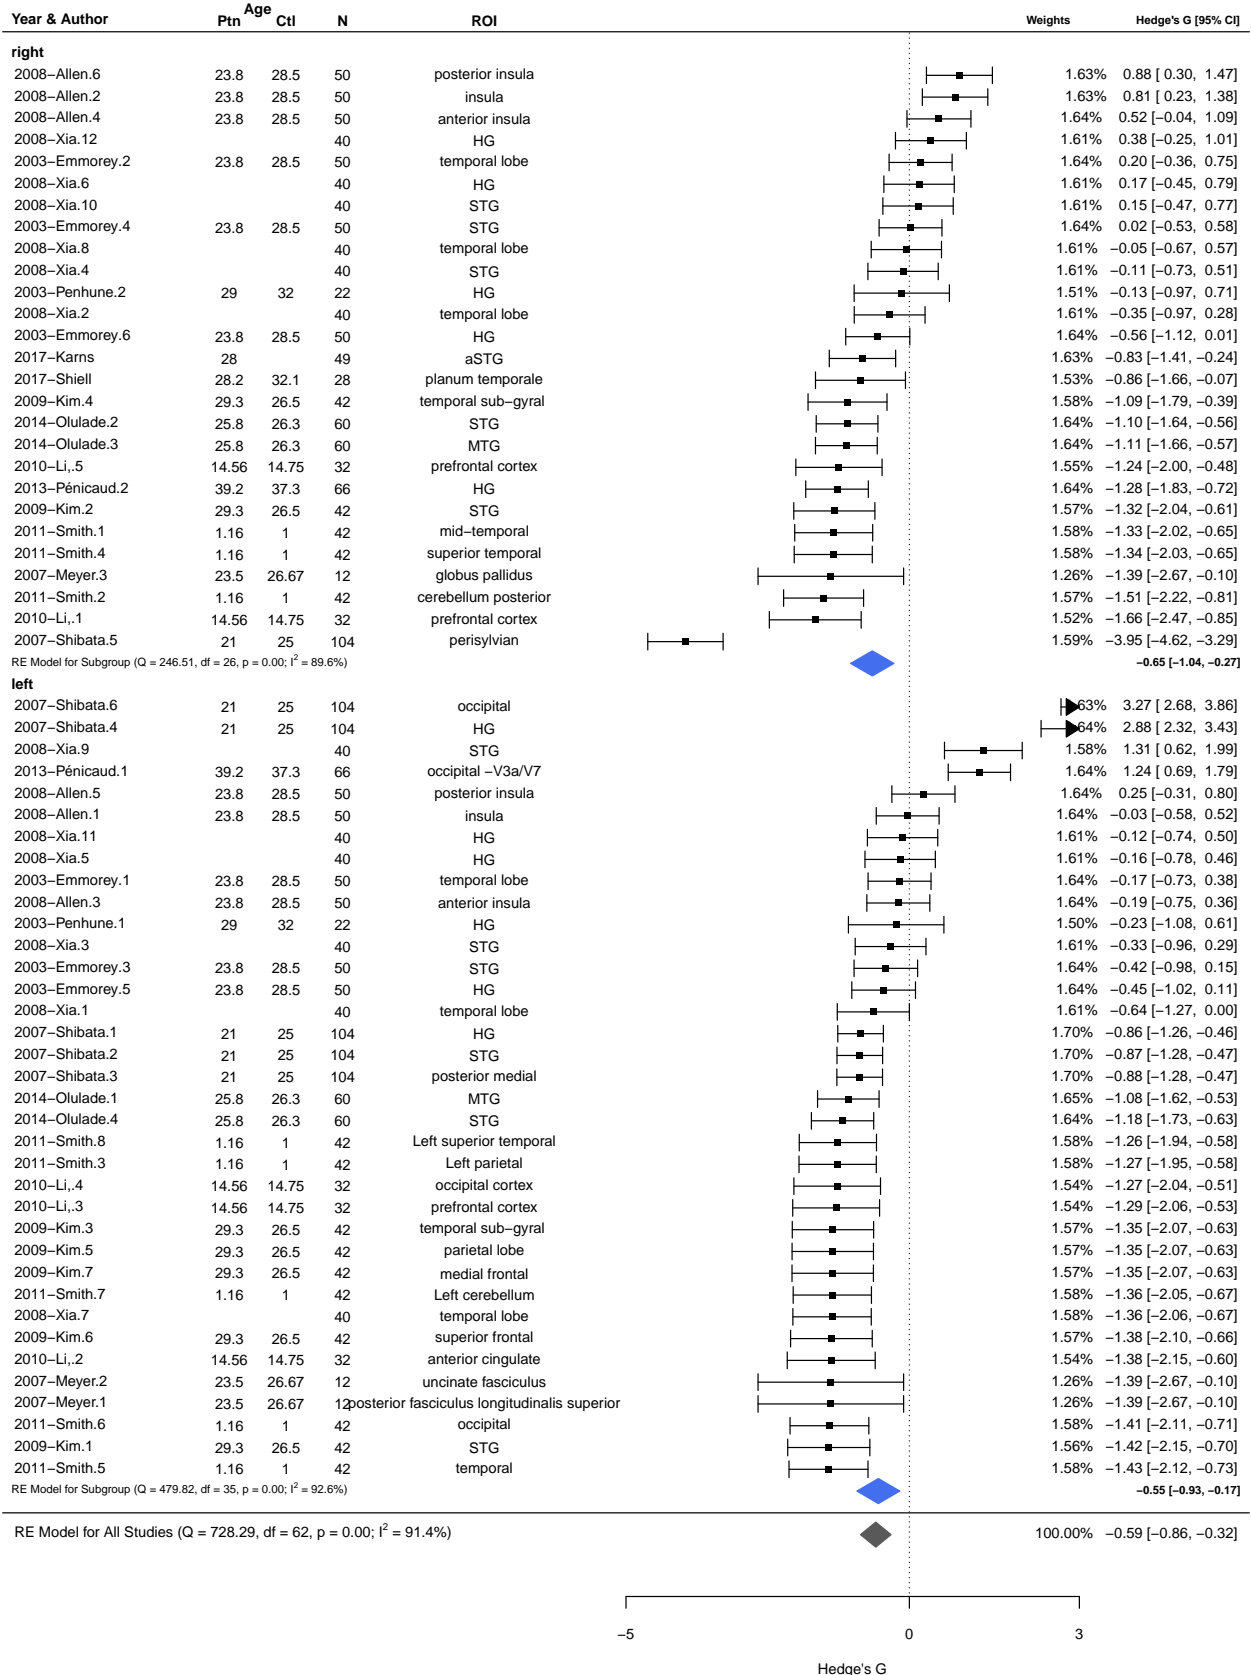 Age
Year & Author Ptn Ctl N ROI Weights Hedge's G [95% CI]
right
2008−Allen.6 23.8 28.5 50 posterior insula 1.63% 0.88 [ 0.30, 1.47]
2008−Allen.2 23.8 28.5 50 insula 1.63% 0.81 [ 0.23, 1.38]
2008−Allen.4 23.8 28.5 50 anterior insula 1.64% 0.52 [−0.04, 1.09]
2008−Xia.12 40 HG 1.61% 0.38 [−0.25, 1.01]
2003−Emmorey.2 23.8 28.5 50 temporal lobe 1.64% 0.20 [−0.36, 0.75]
2008−Xia.6 40 HG 1.61% 0.17 [−0.45, 0.79]
2008−Xia.10 40 STG 1.61% 0.15 [−0.47, 0.77]
2003−Emmorey.4 23.8 28.5 50 STG 1.64% 0.02 [−0.53, 0.58]
2008−Xia.8 40 temporal lobe 1.61% −0.05 [−0.67, 0.57]
2008−Xia.4 40 STG 1.61% −0.11 [−0.73, 0.51]
2003−Penhune.2 29 32 22 HG 1.51% −0.13 [−0.97, 0.71]
2008−Xia.2 40 temporal lobe 1.61% −0.35 [−0.97, 0.28]
2003−Emmorey.6 23.8 28.5 50 HG 1.64% −0.56 [−1.12, 0.01]
2017−Karns 28 49 aSTG 1.63% −0.83 [−1.41, −0.24]
2017−Shiell 28.2 32.1 28 planum temporale 1.53% −0.86 [−1.66, −0.07]
2009−Kim.4 29.3 26.5 42 temporal sub−gyral 1.58% −1.09 [−1.79, −0.39]
2014−Olulade.2 25.8 26.3 60 STG 1.64% −1.10 [−1.64, −0.56]
2014−Olulade.3 25.8 26.3 60 MTG 1.64% −1.11 [−1.66, −0.57]
2010−Li,.5 14.56 14.75 32 prefrontal cortex 1.55% −1.24 [−2.00, −0.48]
2013−Pénicaud.2 39.2 37.3 66 HG 1.64% −1.28 [−1.83, −0.72]
2009−Kim.2 29.3 26.5 42 STG 1.57% −1.32 [−2.04, −0.61]
2011−Smith.1 1.16 1 42 mid−temporal 1.58% −1.33 [−2.02, −0.65]
2011−Smith.4 1.16 1 42 superior temporal 1.58% −1.34 [−2.03, −0.65]
2007−Meyer.3 23.5 26.67 12 globus pallidus 1.26% −1.39 [−2.67, −0.10]
2011−Smith.2 1.16 1 42 cerebellum posterior 1.57% −1.51 [−2.22, −0.81]
2010−Li,.1 14.56 14.75 32 prefrontal cortex 1.52% −1.66 [−2.47, −0.85]
2007−Shibata.5 21 25 104 perisylvian 1.59% −3.95 [−4.62, −3.29]
RE Model for Subgroup (Q = 246.51, df = 26, p = 0.00; I2 = 89.6%) −0.65 [−1.04, −0.27]
left
2007−Shibata.6 21 25 104 occipital 63% 3.27 [ 2.68, 3.86]
2007−Shibata.4 21 25 104 HG 64% 2.88 [ 2.32, 3.43]
2008−Xia.9 40 STG 1.58% 1.31 [ 0.62, 1.99]
2013−Pénicaud.1 39.2 37.3 66 occipital −V3a/V7 1.64% 1.24 [ 0.69, 1.79]
2008−Allen.5 23.8 28.5 50 posterior insula 1.64% 0.25 [−0.31, 0.80]
2008−Allen.1 23.8 28.5 50 insula 1.64% −0.03 [−0.58, 0.52]
2008−Xia.11 40 HG 1.61% −0.12 [−0.74, 0.50]
2008−Xia.5 40 HG 1.61% −0.16 [−0.78, 0.46]
2003−Emmorey.1 23.8 28.5 50 temporal lobe 1.64% −0.17 [−0.73, 0.38]
2008−Allen.3 23.8 28.5 50 anterior insula 1.64% −0.19 [−0.75, 0.36]
2003−Penhune.1 29 32 22 HG 1.50% −0.23 [−1.08, 0.61]
2008−Xia.3 40 STG 1.61% −0.33 [−0.96, 0.29]
2003−Emmorey.3 23.8 28.5 50 STG 1.64% −0.42 [−0.98, 0.15]
2003−Emmorey.5 23.8 28.5 50 HG 1.64% −0.45 [−1.02, 0.11]
2008−Xia.1 40 temporal lobe 1.61% −0.64 [−1.27, 0.00]
2007−Shibata.1 21 25 104 HG 1.70% −0.86 [−1.26, −0.46]
2007−Shibata.2 21 25 104 STG 1.70% −0.87 [−1.28, −0.47]
2007−Shibata.3 21 25 104 posterior medial 1.70% −0.88 [−1.28, −0.47]
2014−Olulade.1 25.8 26.3 60 MTG 1.65% −1.08 [−1.62, −0.53]
2014−Olulade.4 25.8 26.3 60 STG 1.64% −1.18 [−1.73, −0.63]
2011−Smith.8 1.16 1 42 Left superior temporal 1.58% −1.26 [−1.94, −0.58]
2011−Smith.3 1.16 1 42 Left parietal 1.58% −1.27 [−1.95, −0.58]
2010−Li,.4 14.56 14.75 32 occipital cortex 1.54% −1.27 [−2.04, −0.51]
2010−Li,.3 14.56 14.75 32 prefrontal cortex 1.54% −1.29 [−2.06, −0.53]
2009−Kim.3 29.3 26.5 42 temporal sub−gyral 1.57% −1.35 [−2.07, −0.63]
2009−Kim.5 29.3 26.5 42 parietal lobe 1.57% −1.35 [−2.07, −0.63]
2009−Kim.7 29.3 26.5 42 medial frontal 1.57% −1.35 [−2.07, −0.63]
2011−Smith.7 1.16 1 42 Left cerebellum 1.58% −1.36 [−2.05, −0.67]
2008−Xia.7 40 temporal lobe 1.58% −1.36 [−2.06, −0.67]
2009−Kim.6 29.3 26.5 42 superior frontal 1.57% −1.38 [−2.10, −0.66]
2010−Li,.2 14.56 14.75 32 anterior cingulate 1.54% −1.38 [−2.15, −0.60]
2007−Meyer.2 23.5 26.67 12 uncinate fasciculus 1.26% −1.39 [−2.67, −0.10]
2007−Meyer.1 23.5 26.67 12 posterior fasciculus longitudinalis superior 1.26% −1.39 [−2.67, −0.10]
2011−Smith.6 1.16 1 42 occipital 1.58% −1.41 [−2.11, −0.71]
2009−Kim.1 29.3 26.5 42 STG 1.56% −1.42 [−2.15, −0.70]
2011−Smith.5 1.16 1 42 temporal 1.58% −1.43 [−2.12, −0.73]
RE Model for Subgroup (Q = 479.82, df = 35, p = 0.00; I2 = 92.6%) −0.55 [−0.93, −0.17]
RE Model for All Studies (Q = 728.29, df = 62, p = 0.00; I2 = 91.4%) 100.00% −0.59 [−0.86, −0.32]
−5 0 3
Hedge's G